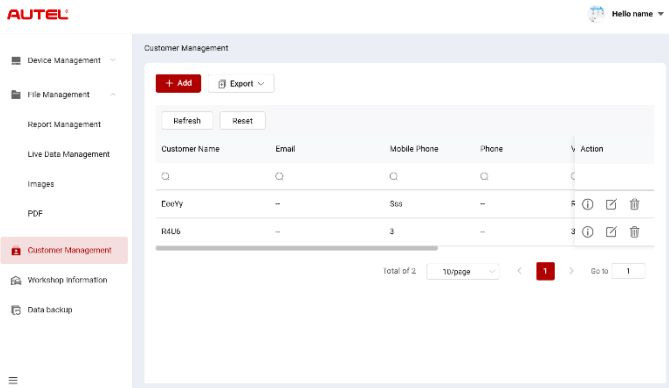 AUTEL
Hello name
Device Management
File Management
Report Management
Live Data Management
Images
PDF
Customer Management
Workshop Information
Data backup
Customer Management
+ Add
Export
Refresh
Reset
Customer Name Email Mobile Phone Phone V Action
EeeYy -- Sss -- R
R4U6 -- 3 -- 3
Total of 2 10/page < 1 > Go to 1